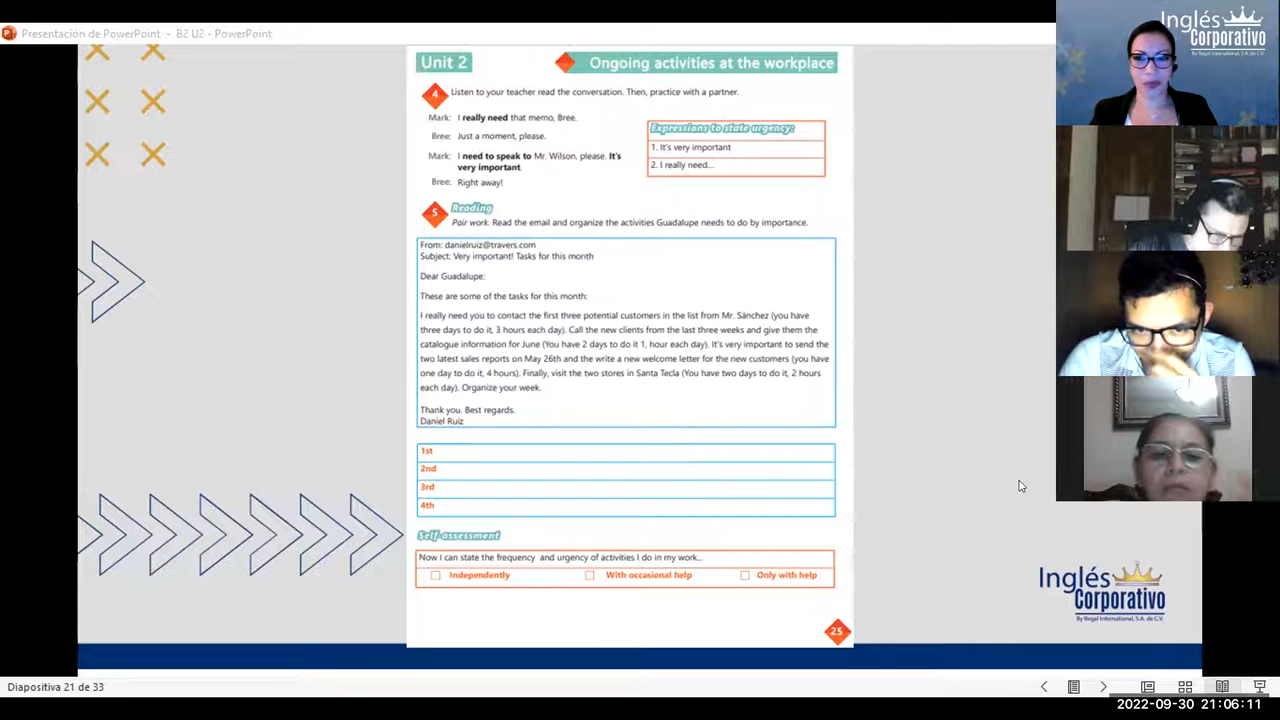 Presentación de PowerPoint - B2 U2 - PowerPoint
Inglés
Corporativo
By Regal International, S.A. de C.V.
Unit 2
Ongoing activities at the workplace
4
Listen to your teacher read the conversation. Then, practice with a partner.
Mark: I really need that memo, Bree.
Bree: Just a moment, please.
Mark: I need to speak to Mr. Wilson, please. It's
very important.
Bree: Right away!
Expressions to state urgency:
1. It's very important
2. I really need...
5
Reading
Pair work. Read the email and organize the activities Guadalupe needs to do by importance.
From: danielruiz@travers.com
Subject: Very important! Tasks for this month
Dear Guadalupe:
These are some of the tasks for this month:
I really need you to contact the first three potential customers in the list from Mr. Sánchez (you have
three days to do it, 3 hours each day). Call the new clients from the last three weeks and give them the
catalogue information for June (You have 2 days to do it 1, hour each day). It's very important to send the
two latest sales reports on May 26th and the write a new welcome letter for the new customers (you have
one day to do it, 4 hours). Finally, visit the two stores in Santa Tecla (You have two days to do it, 2 hours
each day). Organize your week.
Thank you. Best regards.
Daniel Ruiz
1st
2nd
3rd
4th
Self-assessment
Now I can state the frequency and urgency of activities I do in my work...
Independently
With occasional help
Only with help
25
Inglés
Corporativo
By Regal International, S.A. de C.V.
Diapositiva 21 de 33
2022-09-30 21:06:11